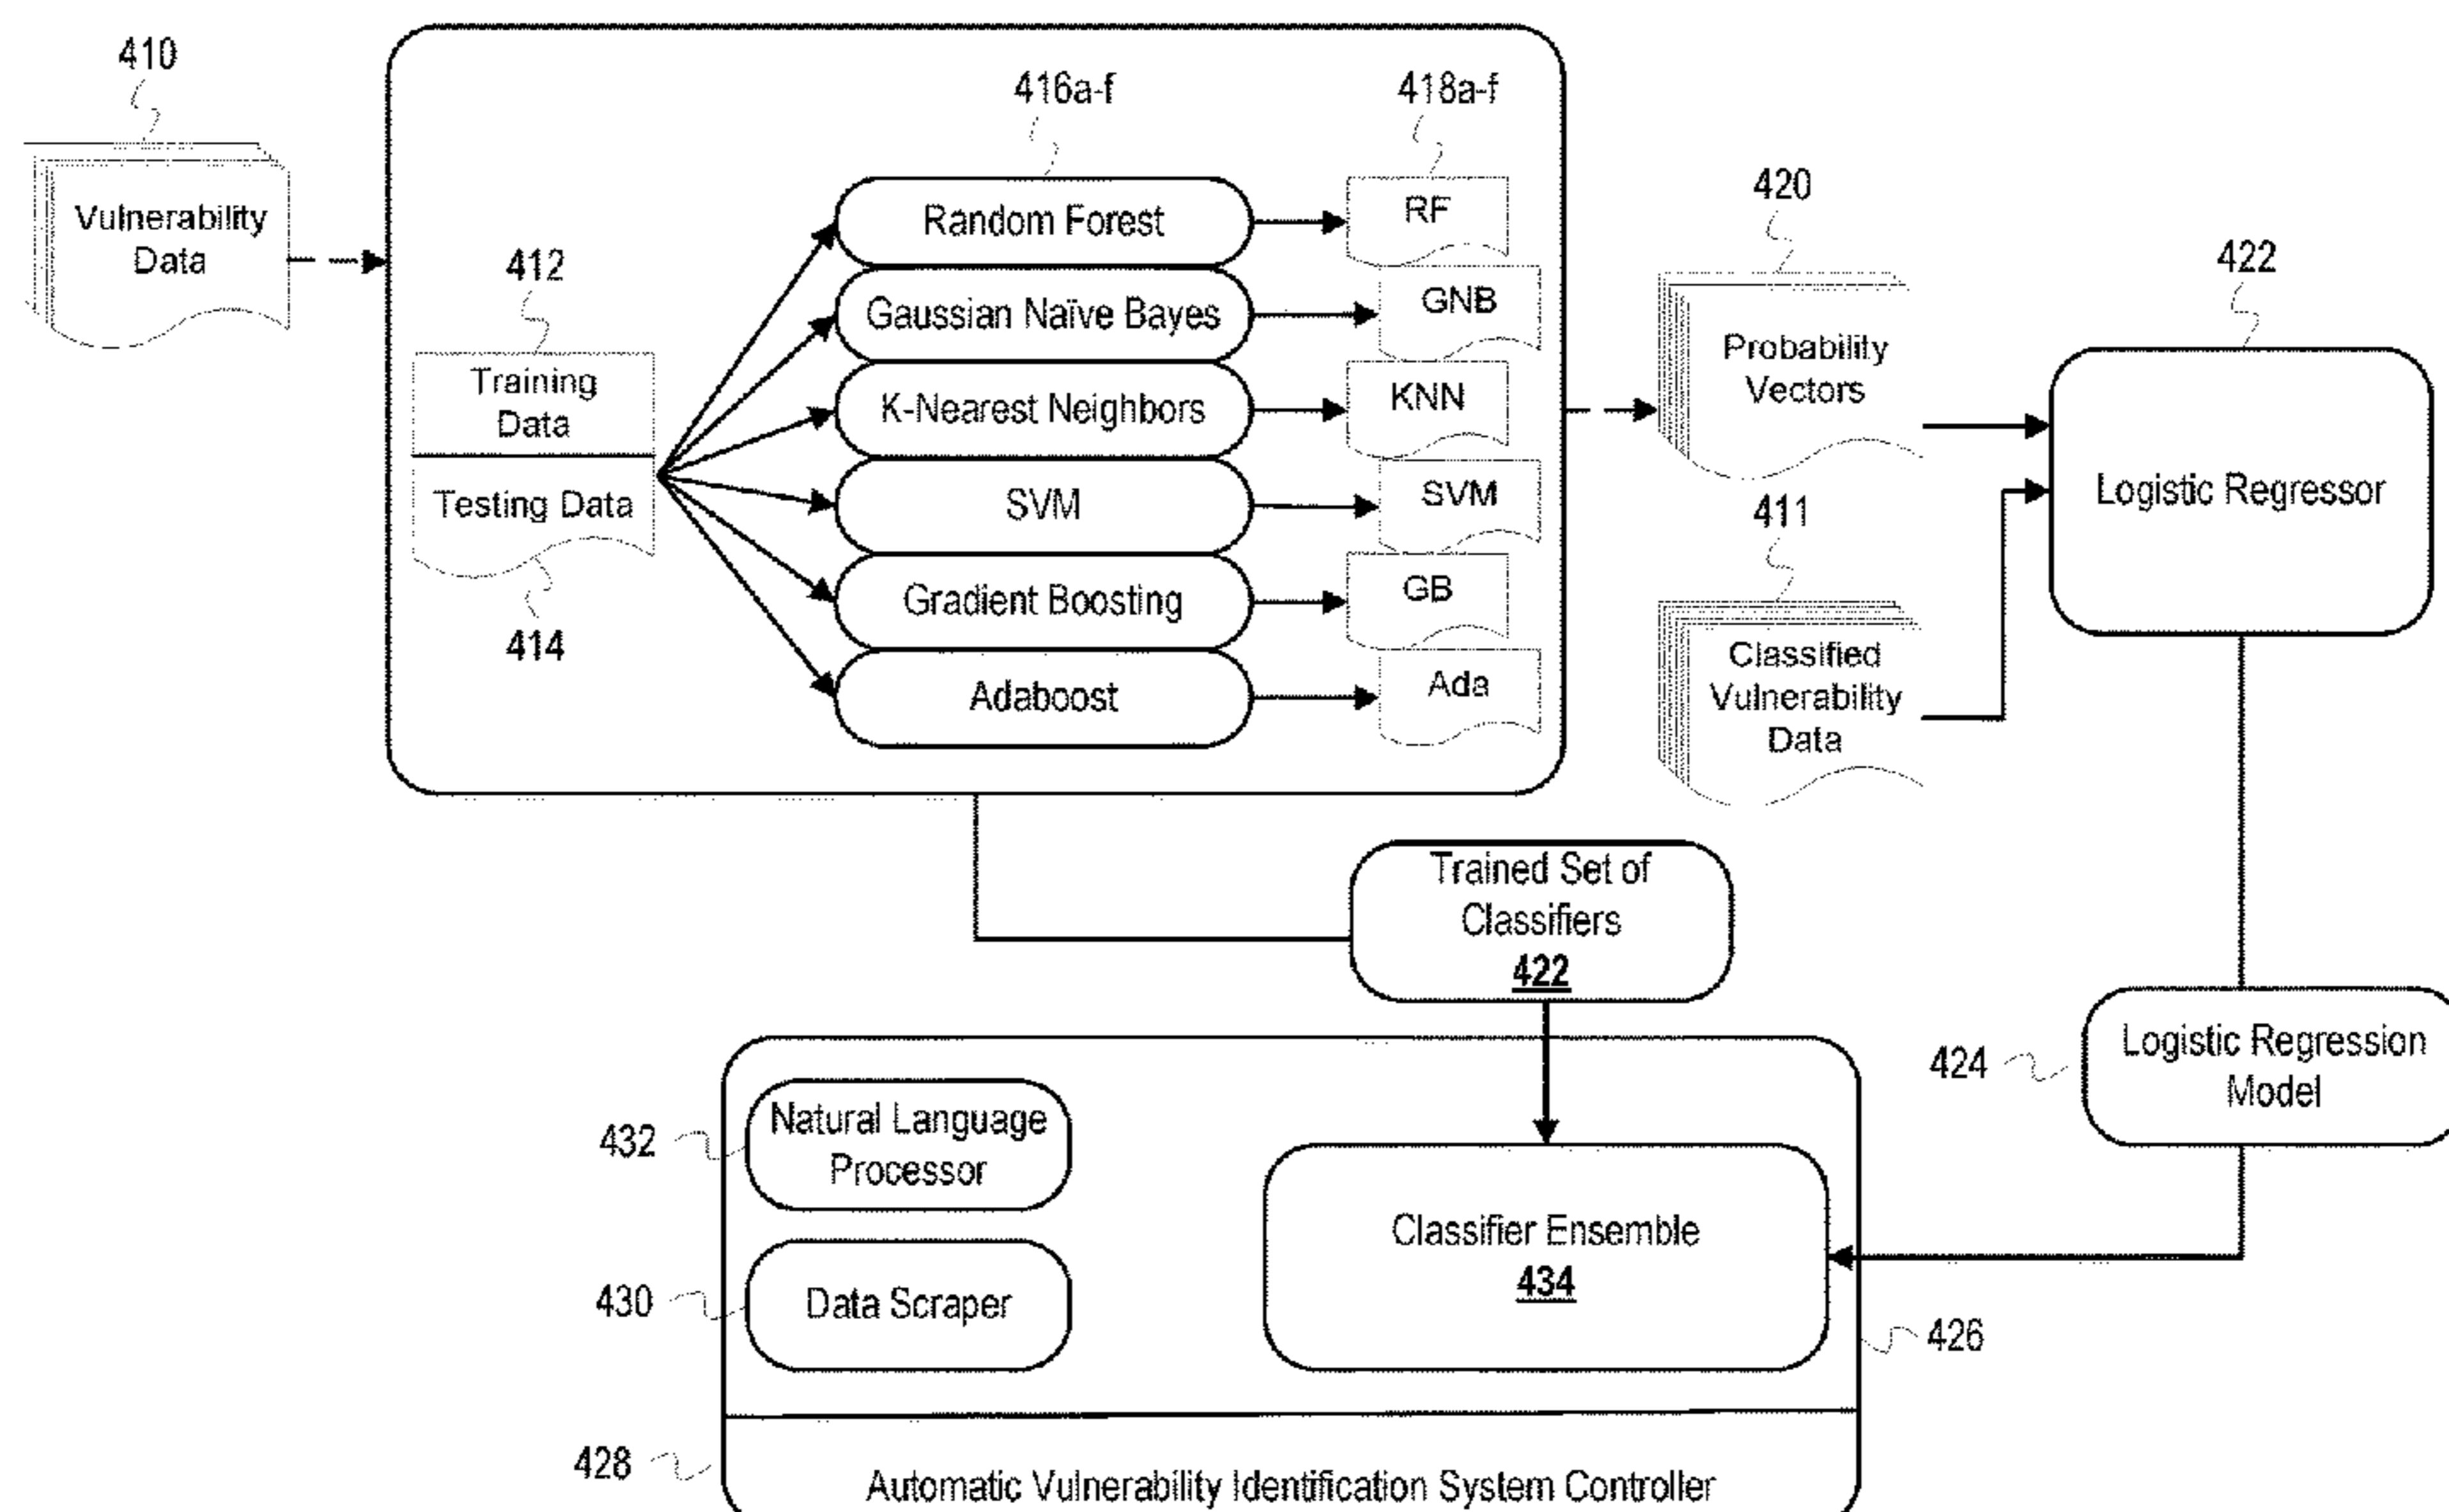 410
Vulnerability
Data
416a-f
418a-f
412
Training
Data
Testing Data
414
Random Forest
Gaussian Naïve Bayes
K-Nearest Neighbors
SVM
Gradient Boosting
Adaboost
RF
GNB
KNN
SVM
GB
Ada
420
Probability
Vectors
411
Classified
Vulnerability
Data
422
Logistic Regressor
Trained Set of
Classifiers
422
424
Logistic Regression
Model
432
Natural Language
Processor
430
Data Scraper
Classifier Ensemble
434
426
428
Automatic Vulnerability Identification System Controller